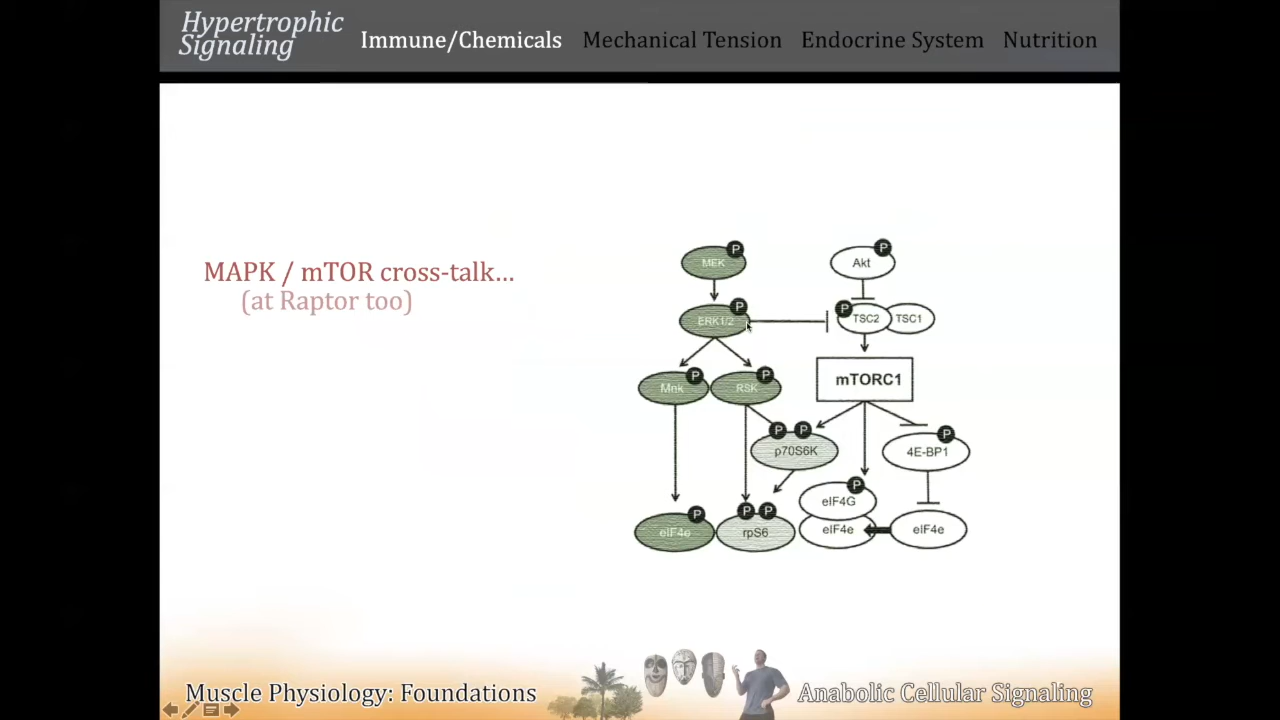 Hypertrophic
Signaling
Immune/Chemicals Mechanical Tension Endocrine System Nutrition
MAPK / mTOR cross-talk...
(at Raptor too)
P
MEK
P
Akt
P
ERK1/2
P
TSC2
TSC1
mTORC1
P
Mnk
P
RSK
P P
p70S6K
P
4E-BP1
P
eIF4G
P
eIF4e
P P
rpS6
eIF4e
eIF4e
Muscle Physiology: Foundations
Anabolic Cellular Signaling